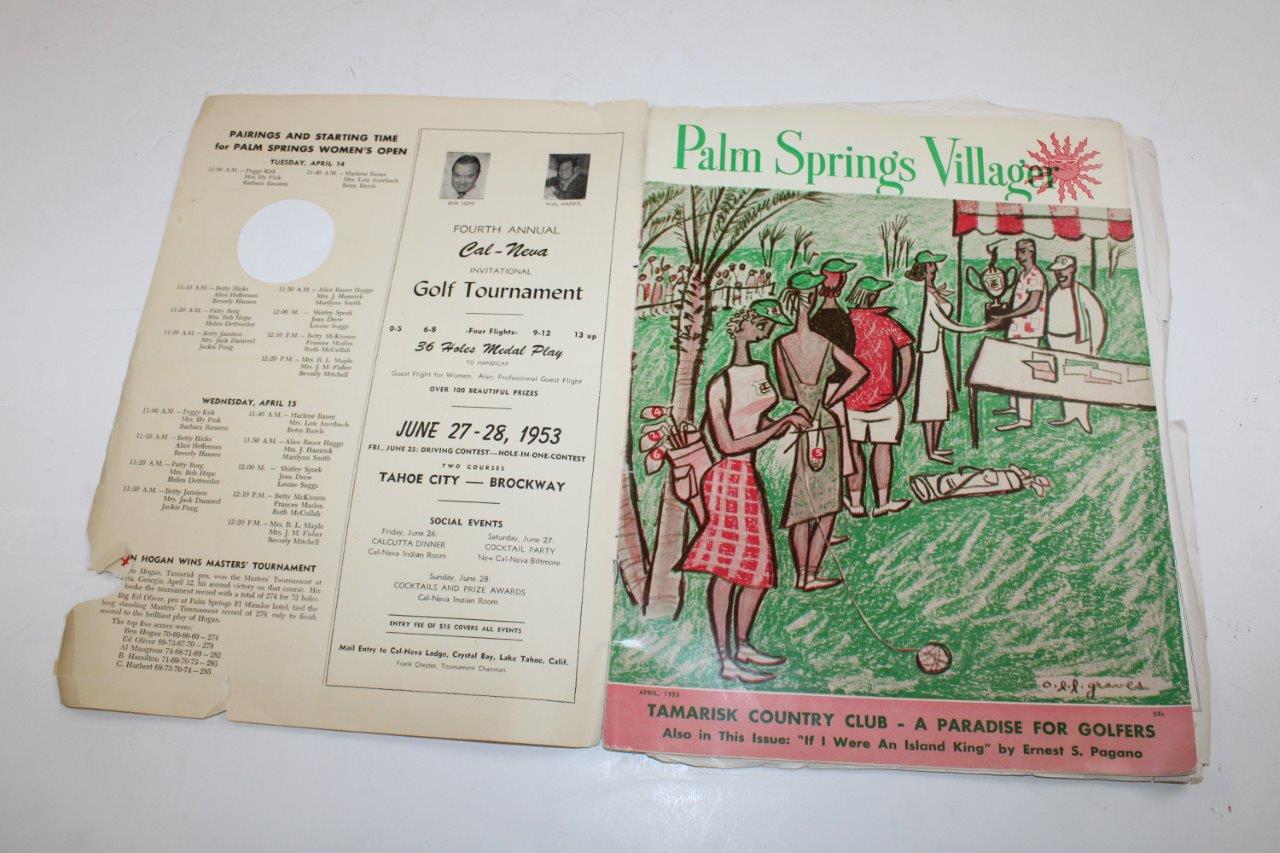 PAIRINGS AND STARTING TIME
for PALM SPRINGS WOMEN'S OPEN
TUESDAY, APRIL 14
11:00 A.M. — Peggy Kirk
Mrs. Hy Fink
Barbara Ransom
11:40 A.M. — Marlene Bauer
Mrs. Lois Auerbach
Betsy Rawls
11:10 A.M. — Betty Hicks
Alice Heffernan
Beverly Hansen
11:20 A.M. — Patty Berg
Mrs. Bob Hope
Helen Dettweiler
11:30 A.M. — Betty Jamison
Mrs. Jack Damerel
Jackie Pung
11:50 A.M. — Alice Bauer Hagge
Mrs. J. Hamrick
Marilynn Smith
12:00 M. — Shirley Spork
Jean Drew
Louise Suggs
12:10 P.M. — Betty McKinnon
Frances Maslon
Ruth McCullah
12:20 P.M. — Mrs. R. L. Maple
Mrs. J. M. Fisher
Beverly Mitchell
WEDNESDAY, APRIL 15
11:00 A.M. — Peggy Kirk
Mrs. Hy Fink
Barbara Ransom
11:10 A.M. — Betty Hicks
Alice Heffernan
Beverly Hansen
11:20 A.M. — Patty Berg
Mrs. Bob Hope
Helen Dettweiler
11:30 A.M. — Betty Jamison
Mrs. Jack Damerel
Jackie Pung
11:40 A.M. — Marlene Bauer
Mrs. Lois Auerbach
Betsy Rawls
11:50 A.M. — Alice Bauer Hagge
Mrs. J. Hamrick
Marilynn Smith
12:00 M. — Shirley Spork
Jean Drew
Louise Suggs
12:10 P.M. — Betty McKinnon
Frances Maslon
Ruth McCullah
12:20 P.M. — Mrs. R. L. Maple
Mrs. J. M. Fisher
Beverly Mitchell
N HOGAN WINS MASTERS' TOURNAMENT
Hogan, Tamarisk pro, won the Masters' Tournament at
Georgia, April 12, his second victory on that course. His
broke the tournament record with a total of 274 for 72 holes.
Big Ed Oliver, pro at Palm Springs El Mirador hotel, tied the
long standing Masters' Tournament record of 279, only to finish
second to the brilliant play of Hogan.
The top five scores were:
Ben Hogan 70-69-66-69 — 274
Ed Oliver 69-73-67-70 — 279
Al Mangrum 74-68-71-69 — 282
B. Hamilton 71-69-70-73 — 283
C. Harbert 68-73-70-74 — 285
BOB HOPE
PHIL HARRIS
FOURTH ANNUAL
Cal-Neva
INVITATIONAL
Golf Tournament
0-5 6-8 -Four Flights- 9-12 13 up
36 Holes Medal Play
TO HANDICAP
Guest Flight for Women. Also: Professional Guest Flight
OVER 100 BEAUTIFUL PRIZES
JUNE 27-28, 1953
FRI., JUNE 25: DRIVING CONTEST—HOLE-IN-ONE-CONTEST
TWO COURSES
TAHOE CITY — BROCKWAY
SOCIAL EVENTS
Friday, June 26:
CALCUTTA DINNER
Cal-Neva Indian Room
Saturday, June 27:
COCKTAIL PARTY
New Cal-Neva Biltmore
Sunday, June 28:
COCKTAILS AND PRIZE AWARDS
Cal-Neva Indian Room
ENTRY FEE OF $15 COVERS ALL EVENTS
Mail Entry to Cal-Neva Lodge, Crystal Bay, Lake Tahoe, Calif.
Frank Chester, Tournament Chairman
Palm Springs Villager
4
6
5
o.e.l. graves
APRIL, 1953
50c
TAMARISK COUNTRY CLUB - A PARADISE FOR GOLFERS
Also in This Issue: "If I Were An Island King" by Ernest S. Pagano